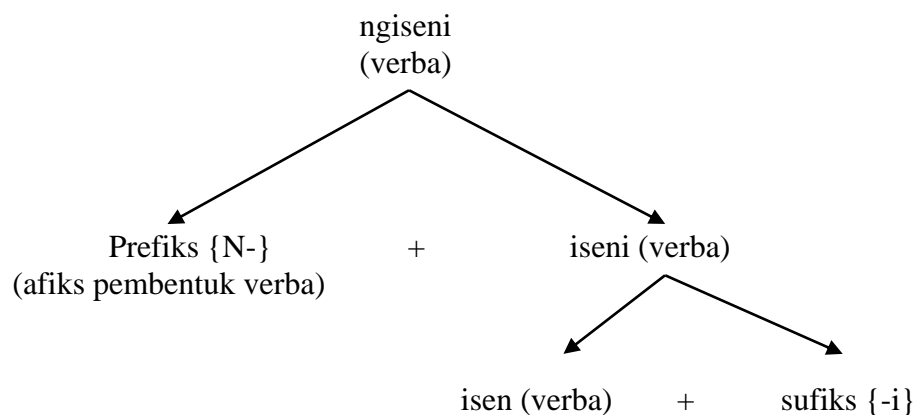 ngiseni
(verba)
Prefiks {N-} + iseni (verba)
(afiks pembentuk verba)
isen (verba) + sufiks {-i}